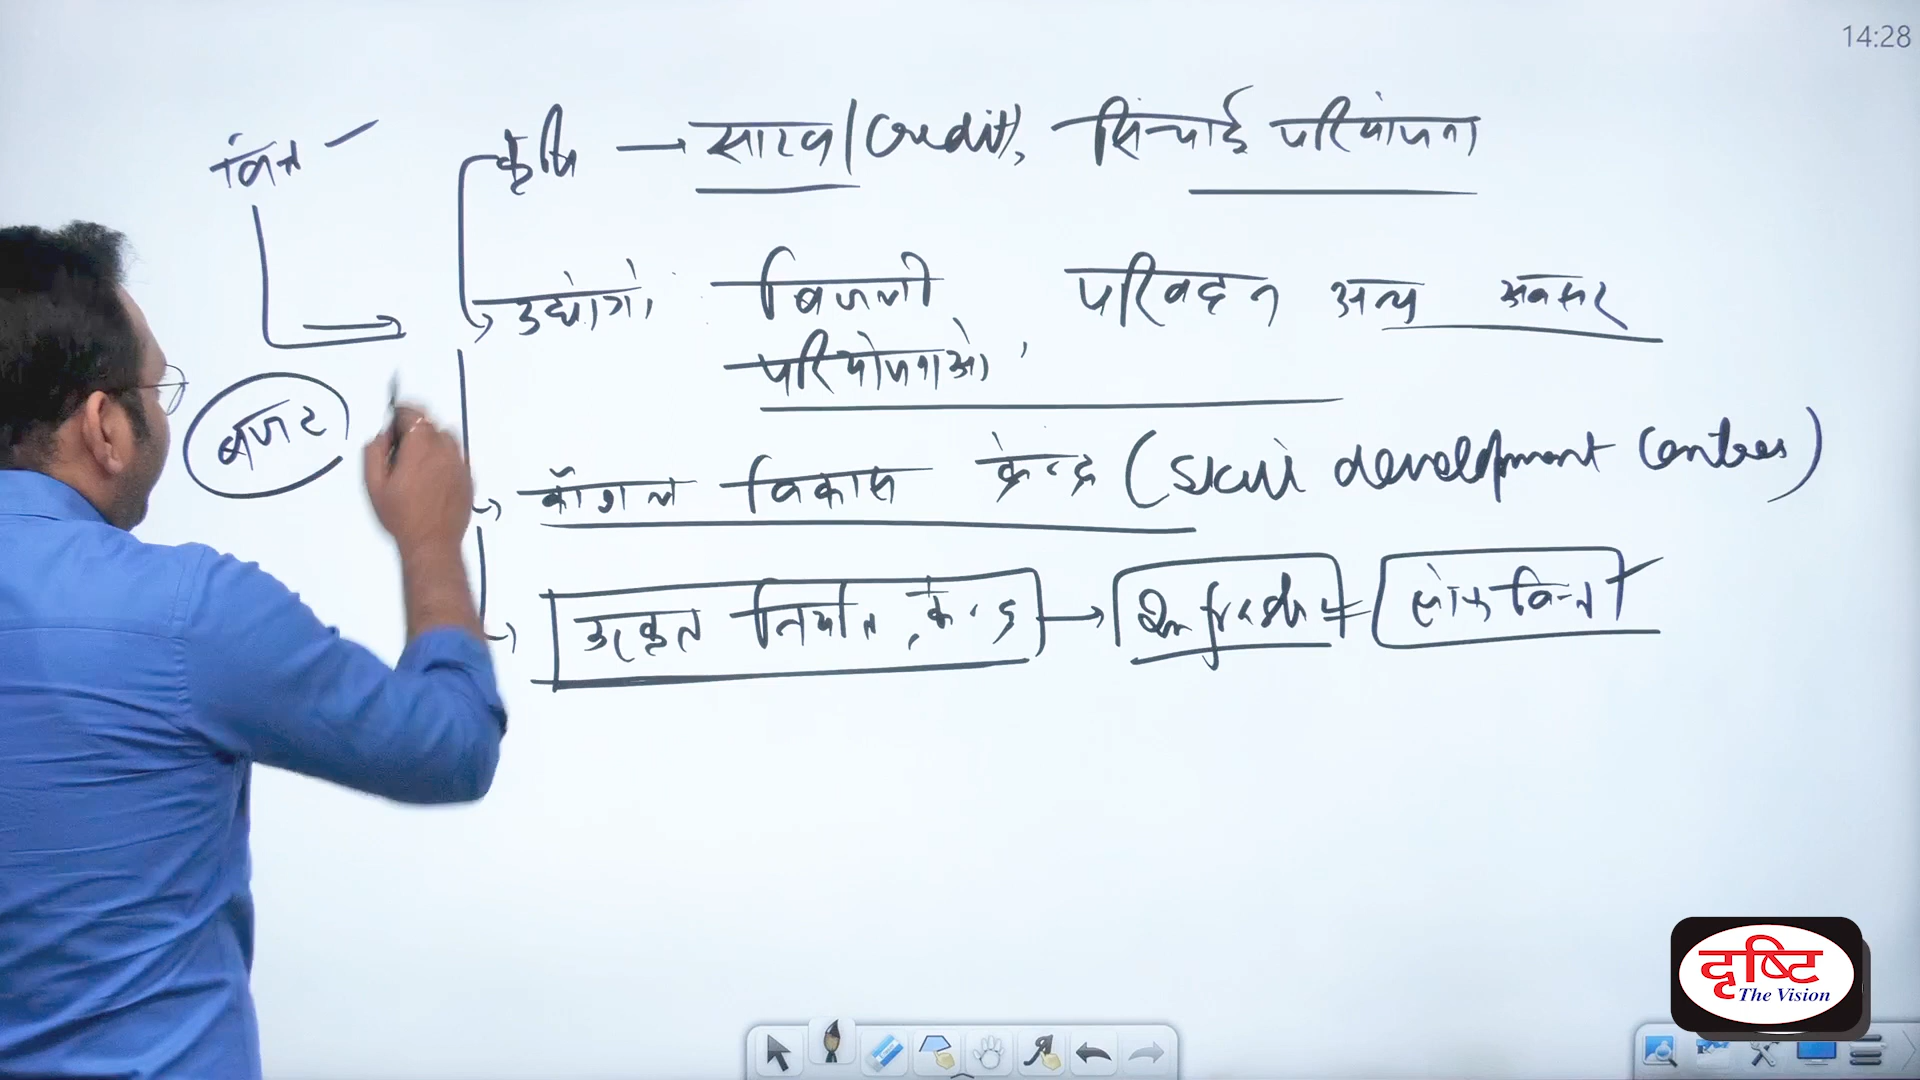 14:28
वित्त
कृषि → साख / Credit, सिंचाई परियोजना
उद्योगो, बिजली परिवहन अन्य अवसर
परियोजनाओ,
बजट
कौशल विकास केन्द्र (Skill development Centres)
उत्कृत निर्यात केन्द्र → Infrastr = लोक वित्त
दृष्टि
The Vision